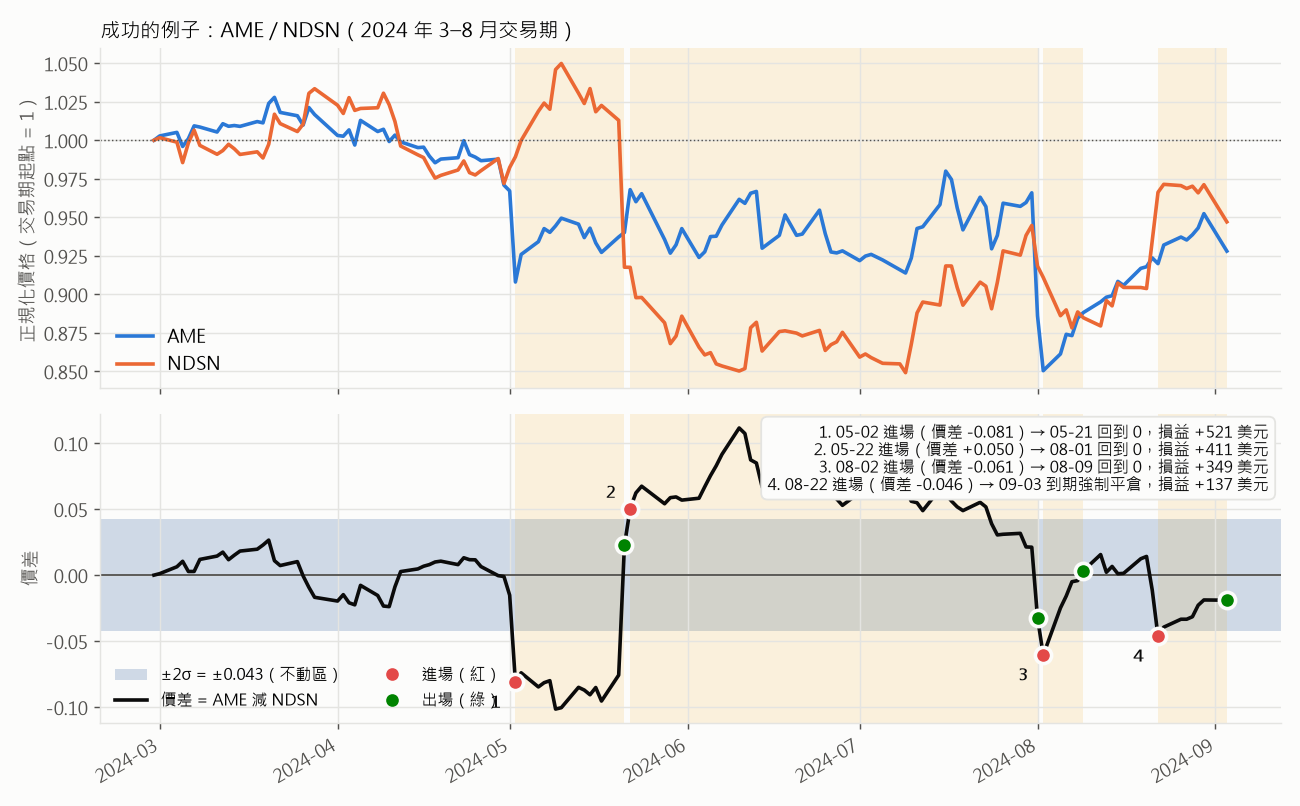 成功的例子：AME / NDSN（2024 年 3–8 月交易期）
正規化價格（交易期起點 = 1）
1.050
1.025
1.000
0.975
0.950
0.925
0.900
0.875
0.850
AME
NDSN
價差
0.10
0.05
0.00
-0.05
-0.10
1. 05-02 進場（價差 -0.081）→ 05-21 回到 0，損益 +521 美元
2. 05-22 進場（價差 +0.050）→ 08-01 回到 0，損益 +411 美元
3. 08-02 進場（價差 -0.061）→ 08-09 回到 0，損益 +349 美元
4. 08-22 進場（價差 -0.046）→ 09-03 到期強制平倉，損益 +137 美元
2
3
4
1
±2σ = ±0.043（不動區）
價差 = AME 減 NDSN
進場（紅）
出場（綠）
2024-03
2024-04
2024-05
2024-06
2024-07
2024-08
2024-09